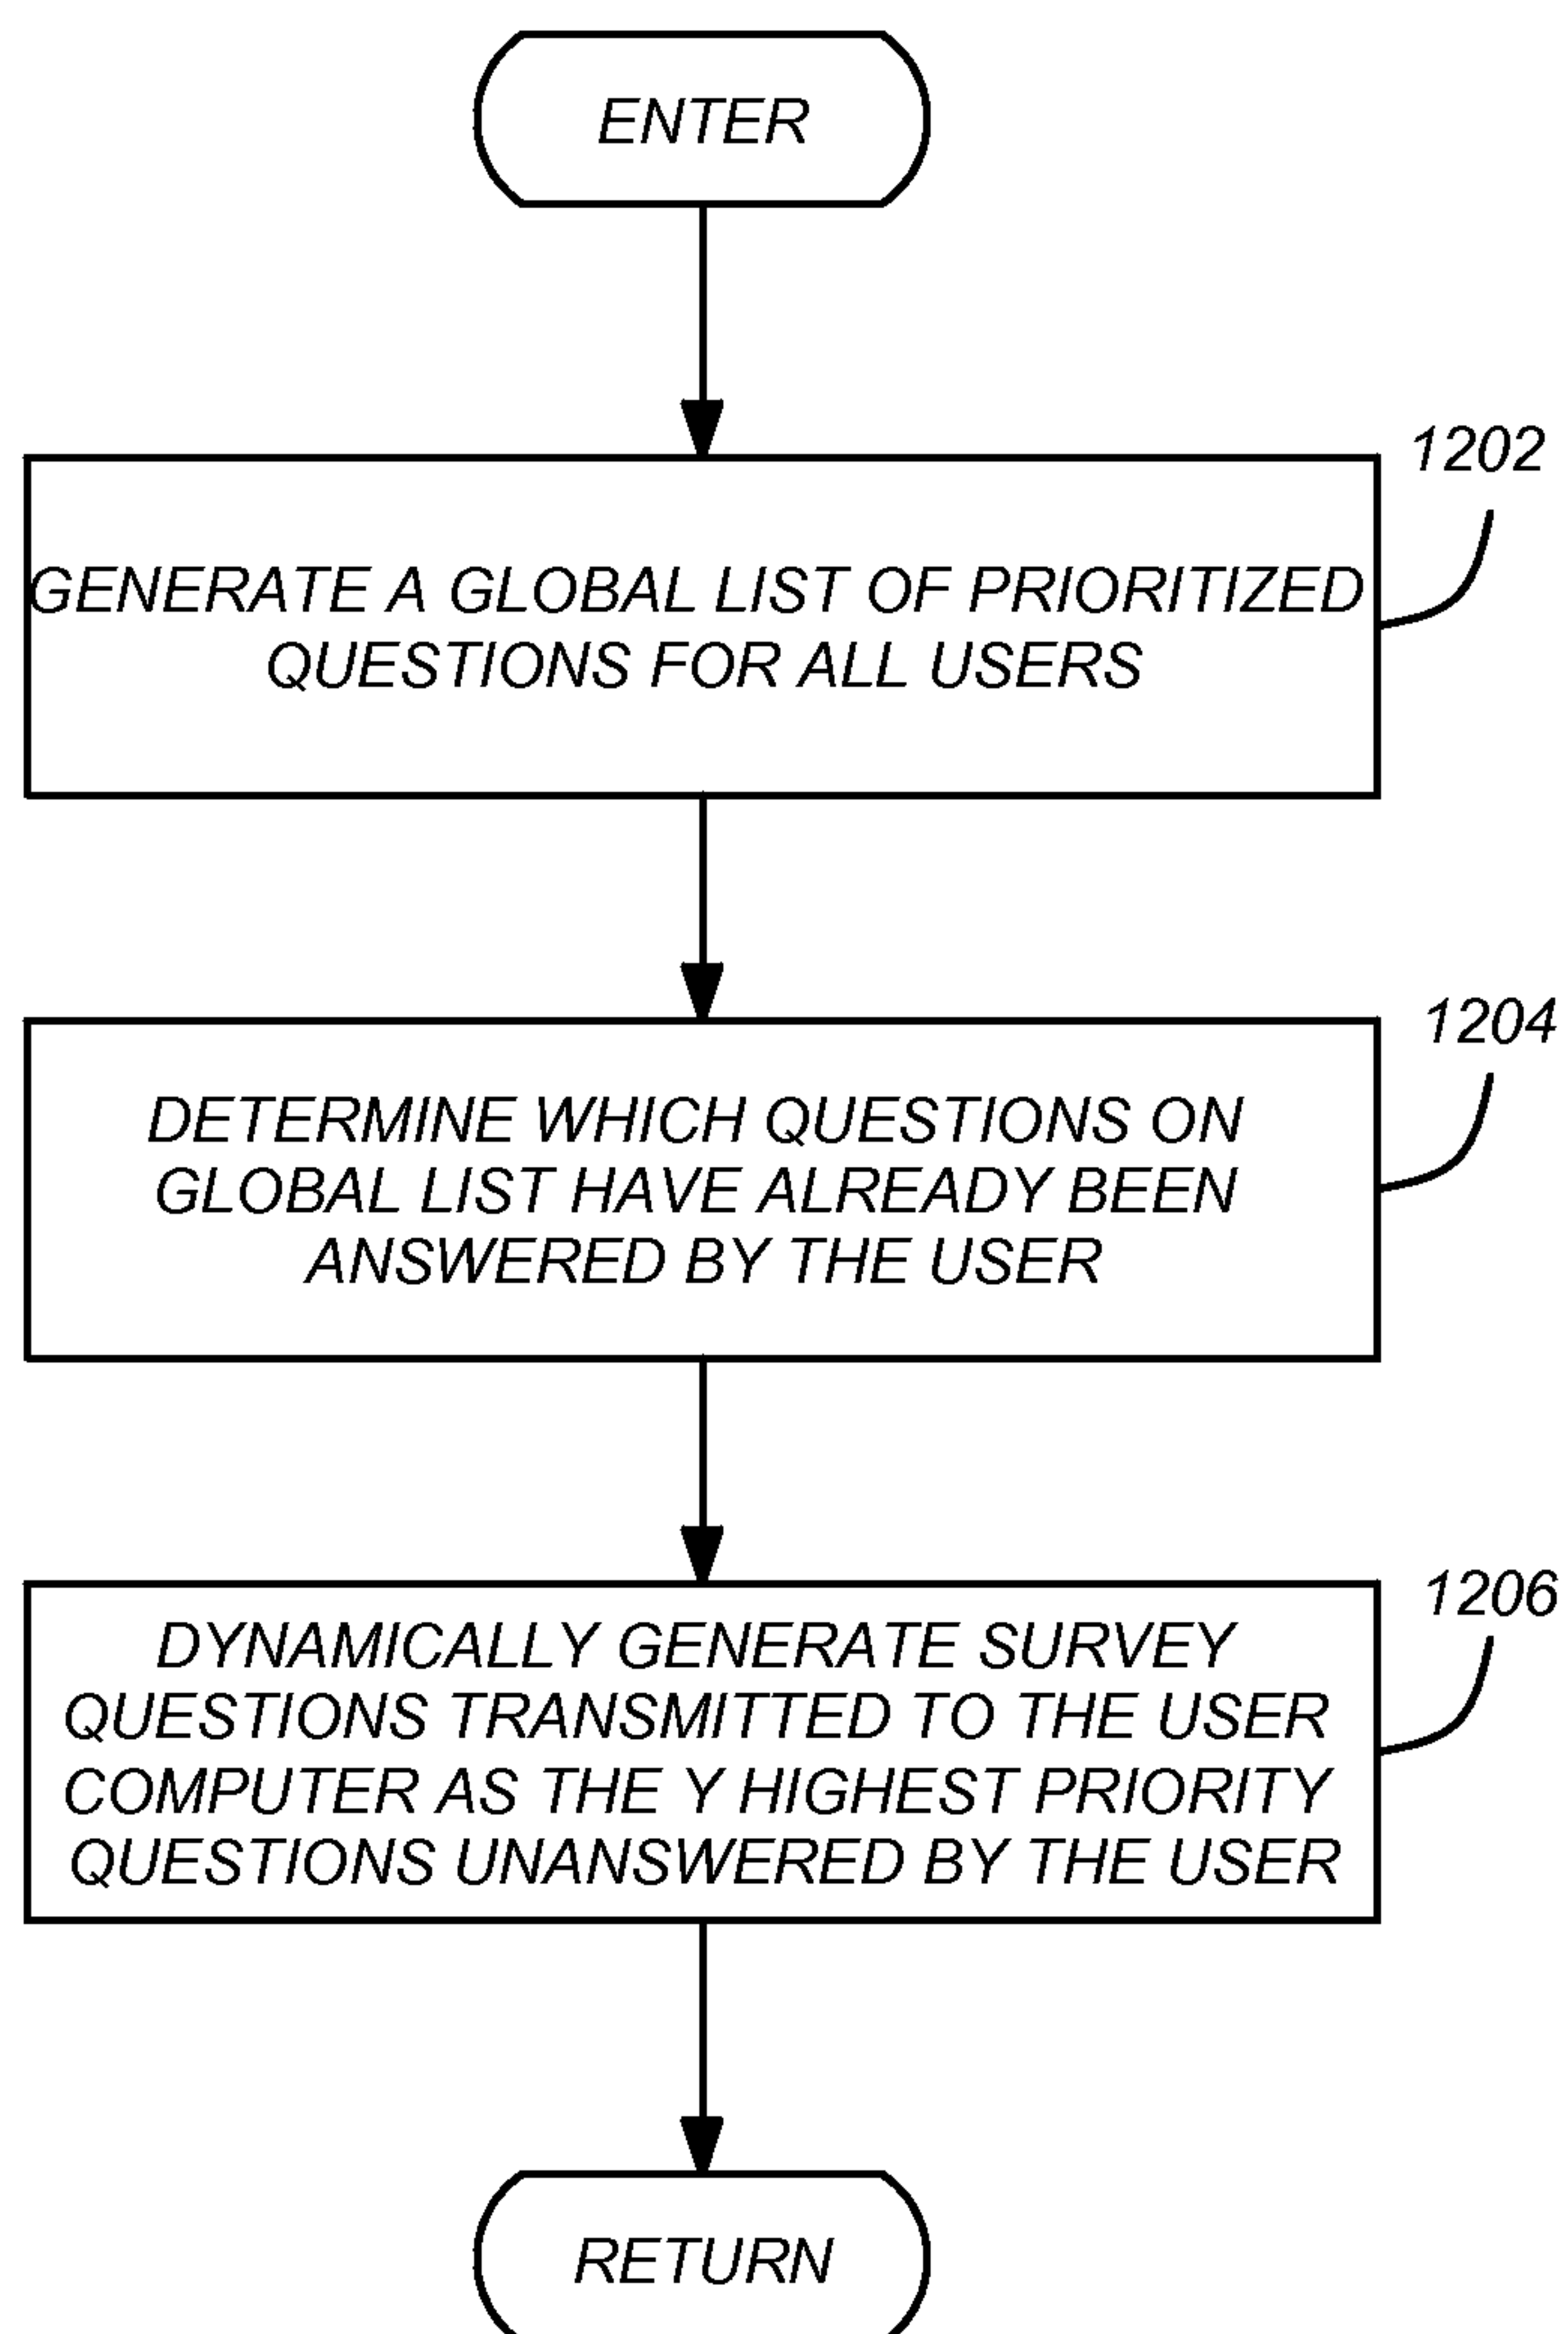 ENTER
1202
GENERATE A GLOBAL LIST OF PRIORITIZED
QUESTIONS FOR ALL USERS
1204
DETERMINE WHICH QUESTIONS ON
GLOBAL LIST HAVE ALREADY BEEN
ANSWERED BY THE USER
1206
DYNAMICALLY GENERATE SURVEY
QUESTIONS TRANSMITTED TO THE USER
COMPUTER AS THE Y HIGHEST PRIORITY
QUESTIONS UNANSWERED BY THE USER
RETURN